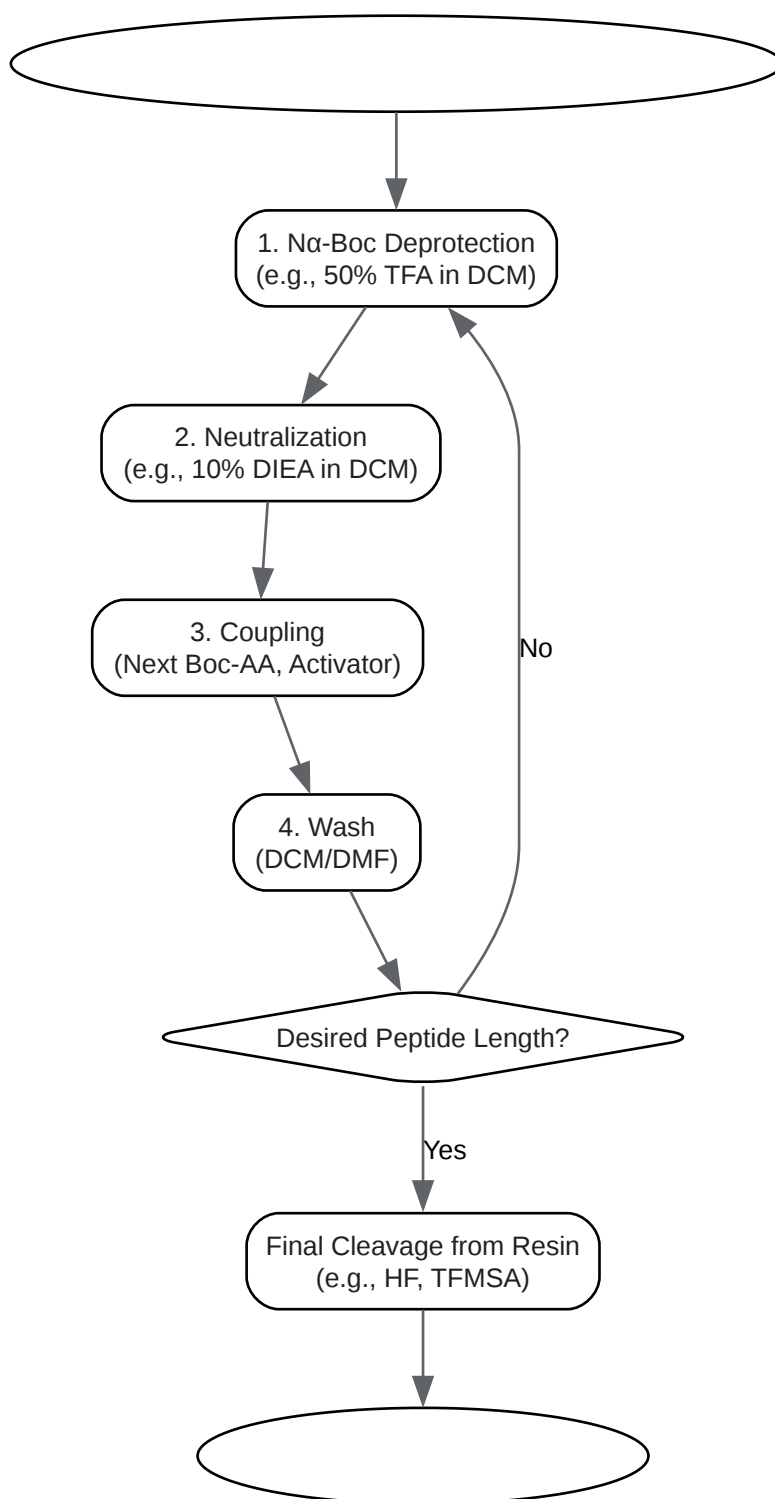 1. Nα-Boc Deprotection
(e.g., 50% TFA in DCM)
2. Neutralization
(e.g., 10% DIEA in DCM)
3. Coupling
(Next Boc-AA, Activator)
No
4. Wash
(DCM/DMF)
Desired Peptide Length?
Yes
Final Cleavage from Resin
(e.g., HF, TFMSA)